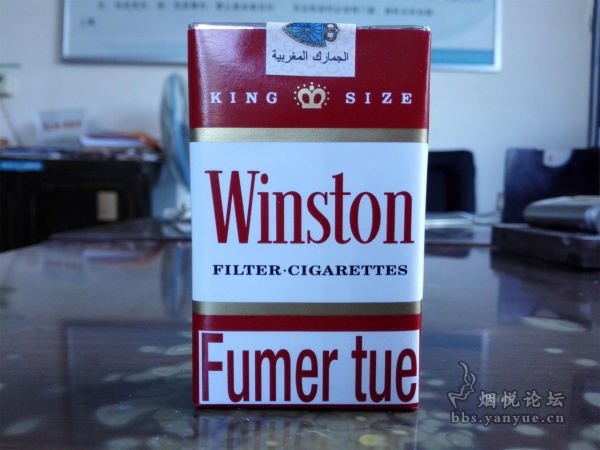 الجمارك المغربية
KING SIZE
Winston
FILTER·CIGARETTES
Fumer tue
烟悦论坛
bbs.yanyue.cn